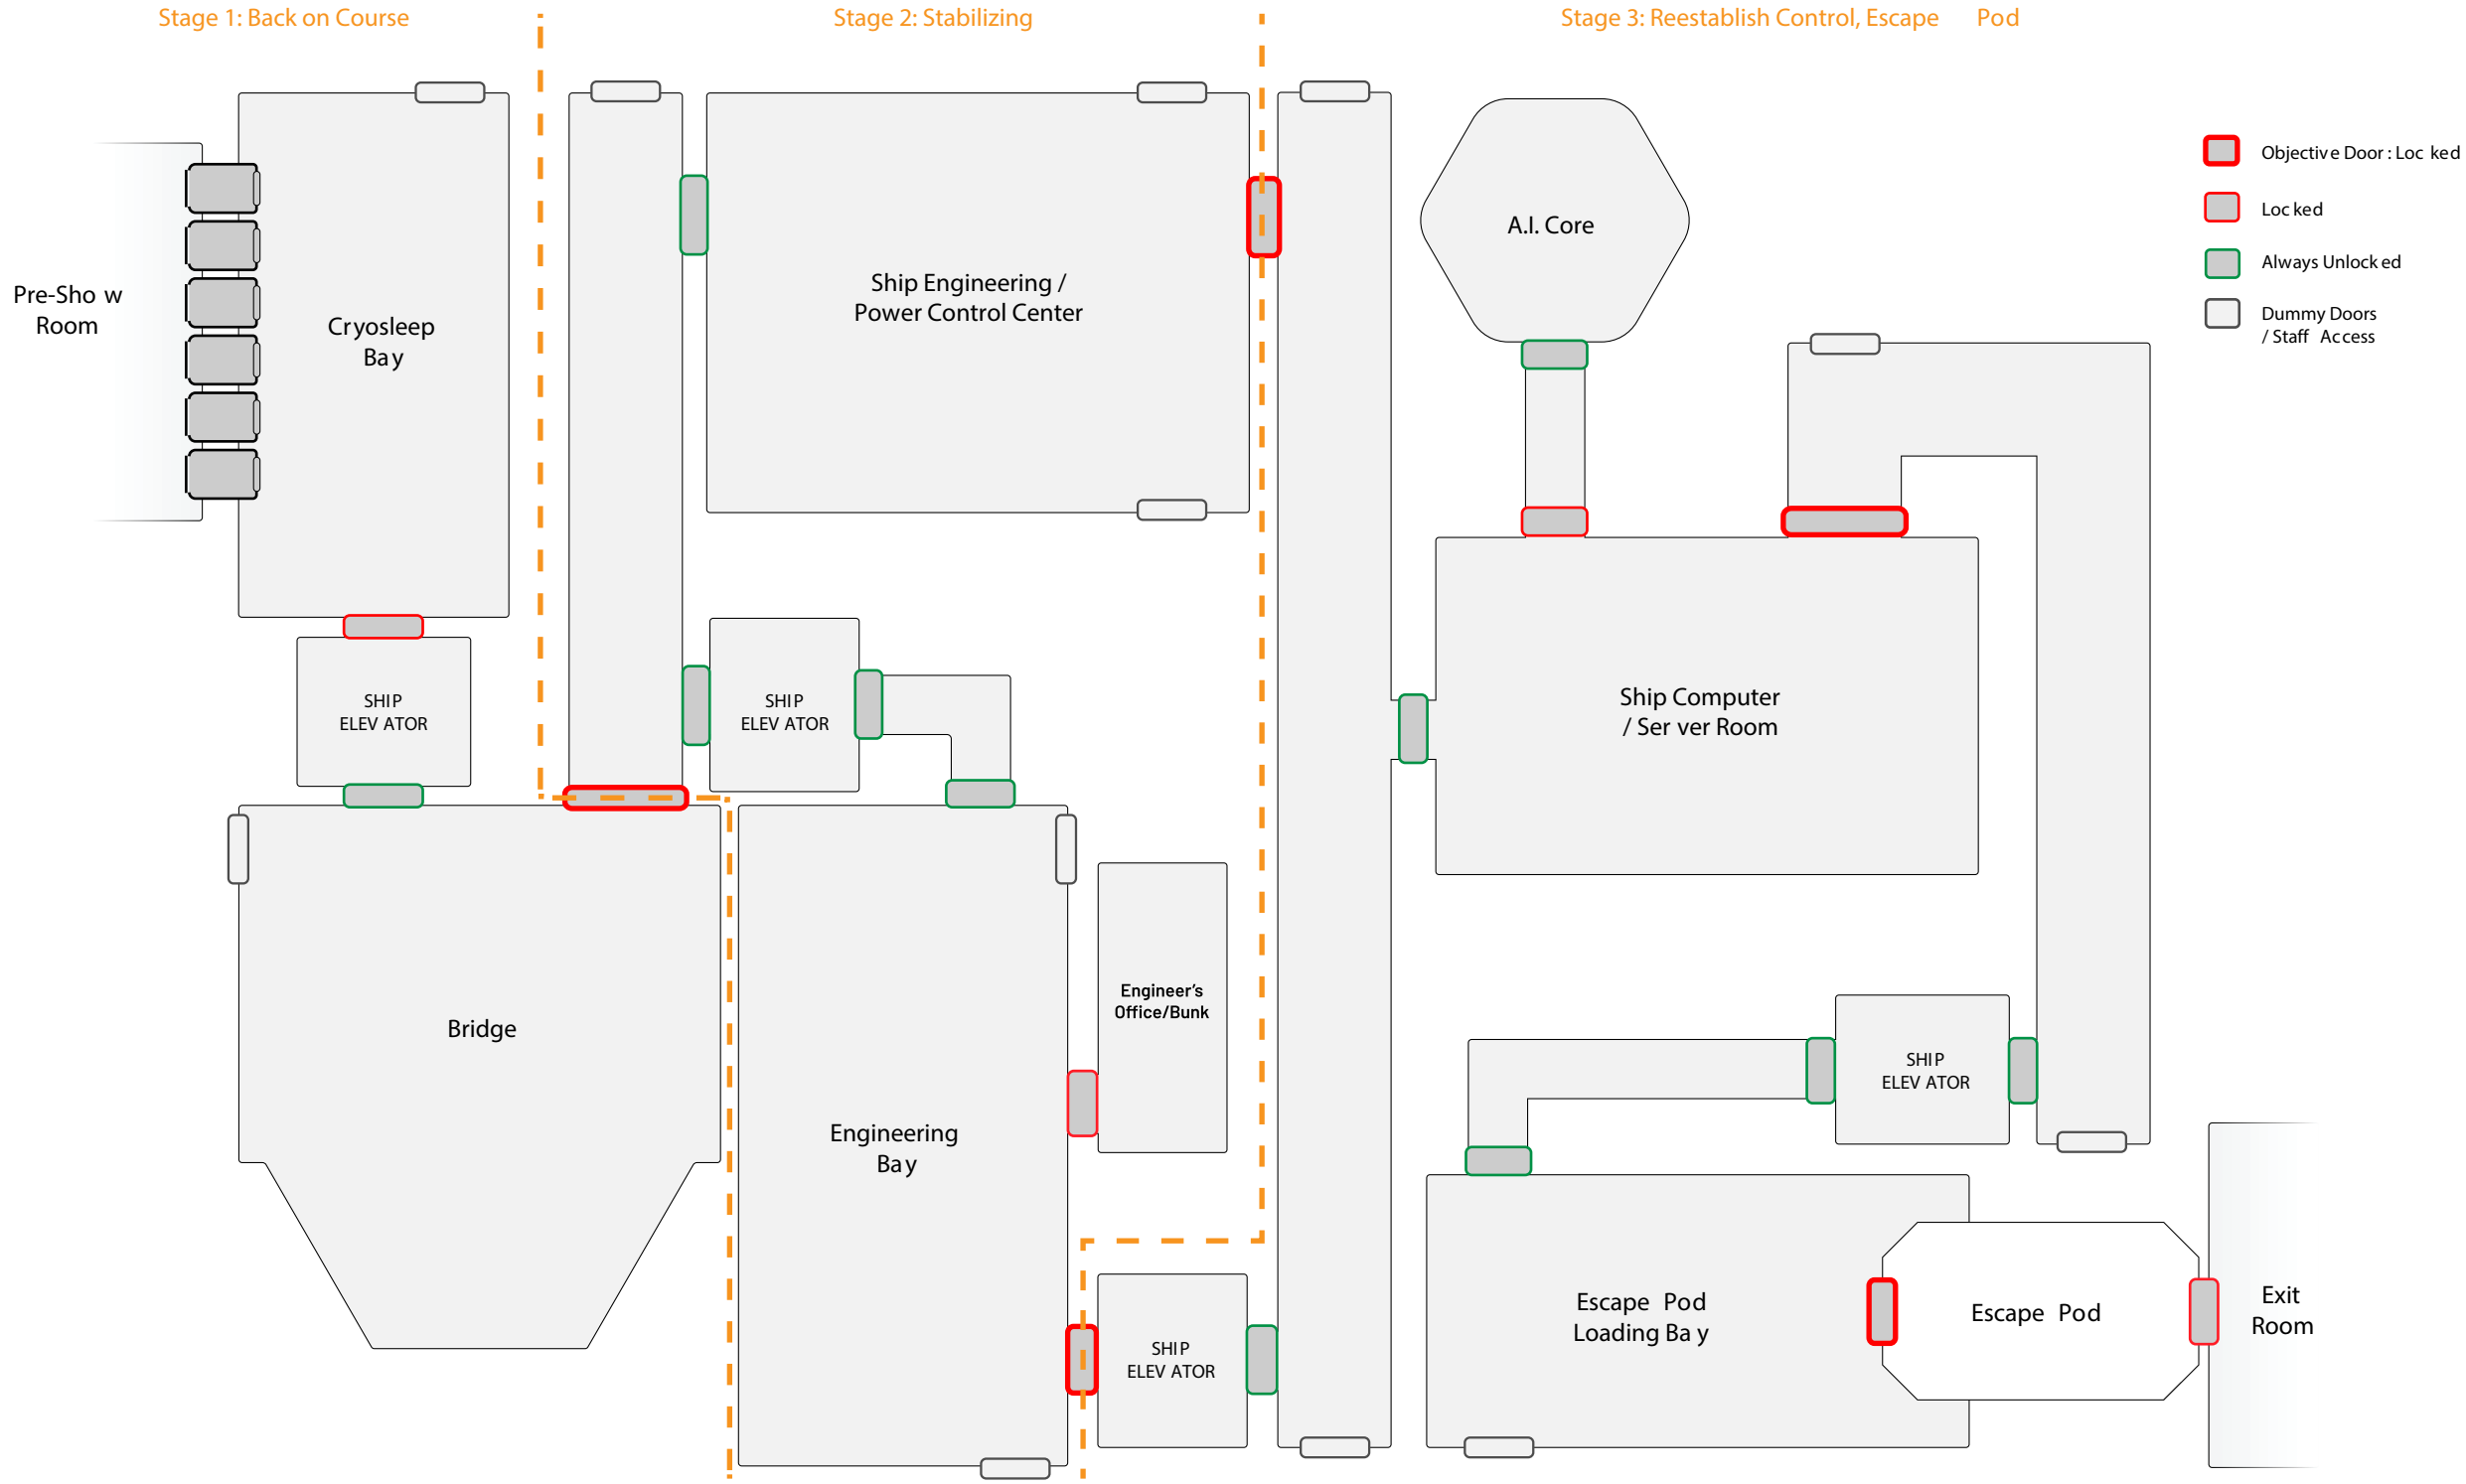 Stage 1: Back on Course
Stage 2: Stabilizing
Stage 3: Reestablish Control, Escape Pod
Pre-Show
Room
Cryosleep
Bay
SHIP
ELEVATOR
Bridge
Ship Engineering /
Power Control Center
SHIP
ELEVATOR
Engineering
Bay
Engineer's
Office/Bunk
SHIP
ELEVATOR
A.I. Core
Ship Computer
/ Server Room
SHIP
ELEVATOR
Escape Pod
Loading Bay
Escape Pod
Exit
Room
Objective Door: Locked
Locked
Always Unlocked
Dummy Doors
/ Staff Access